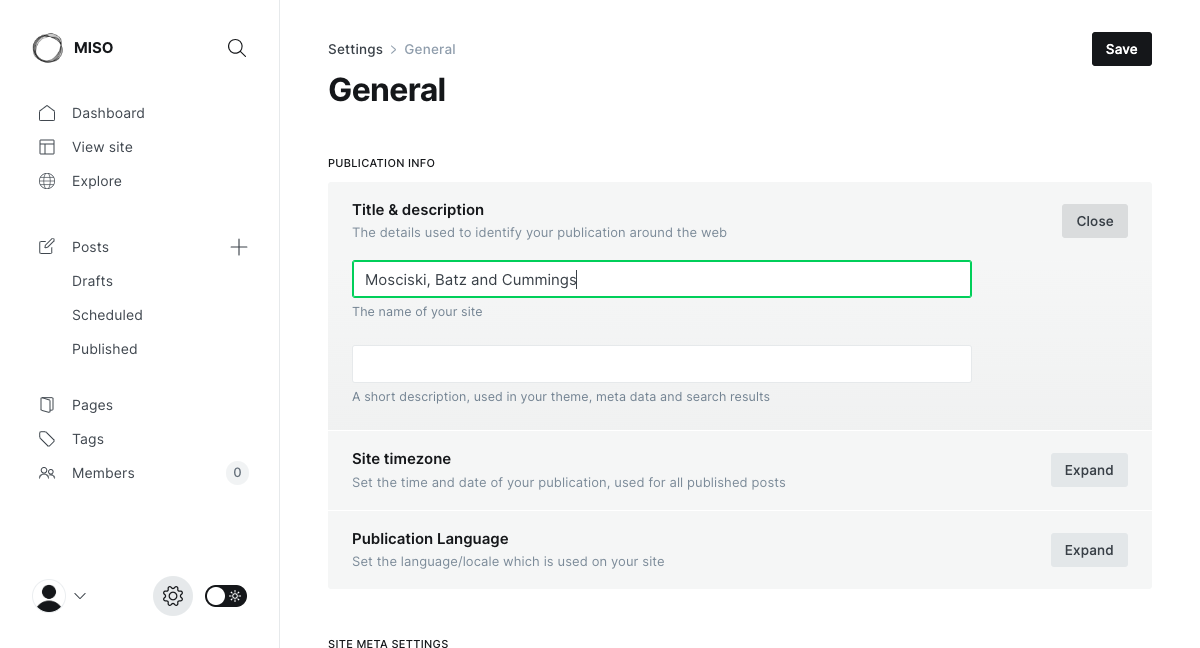 MISO
Dashboard
View site
Explore
Posts
Drafts
Scheduled
Published
Pages
Tags
Members 0
Settings > General
Save
General
PUBLICATION INFO
Title & description
The details used to identify your publication around the web
Close
Mosciski, Batz and Cummings
The name of your site
A short description, used in your theme, meta data and search results
Site timezone
Set the time and date of your publication, used for all published posts
Expand
Publication Language
Set the language/locale which is used on your site
Expand
SITE META SETTINGS